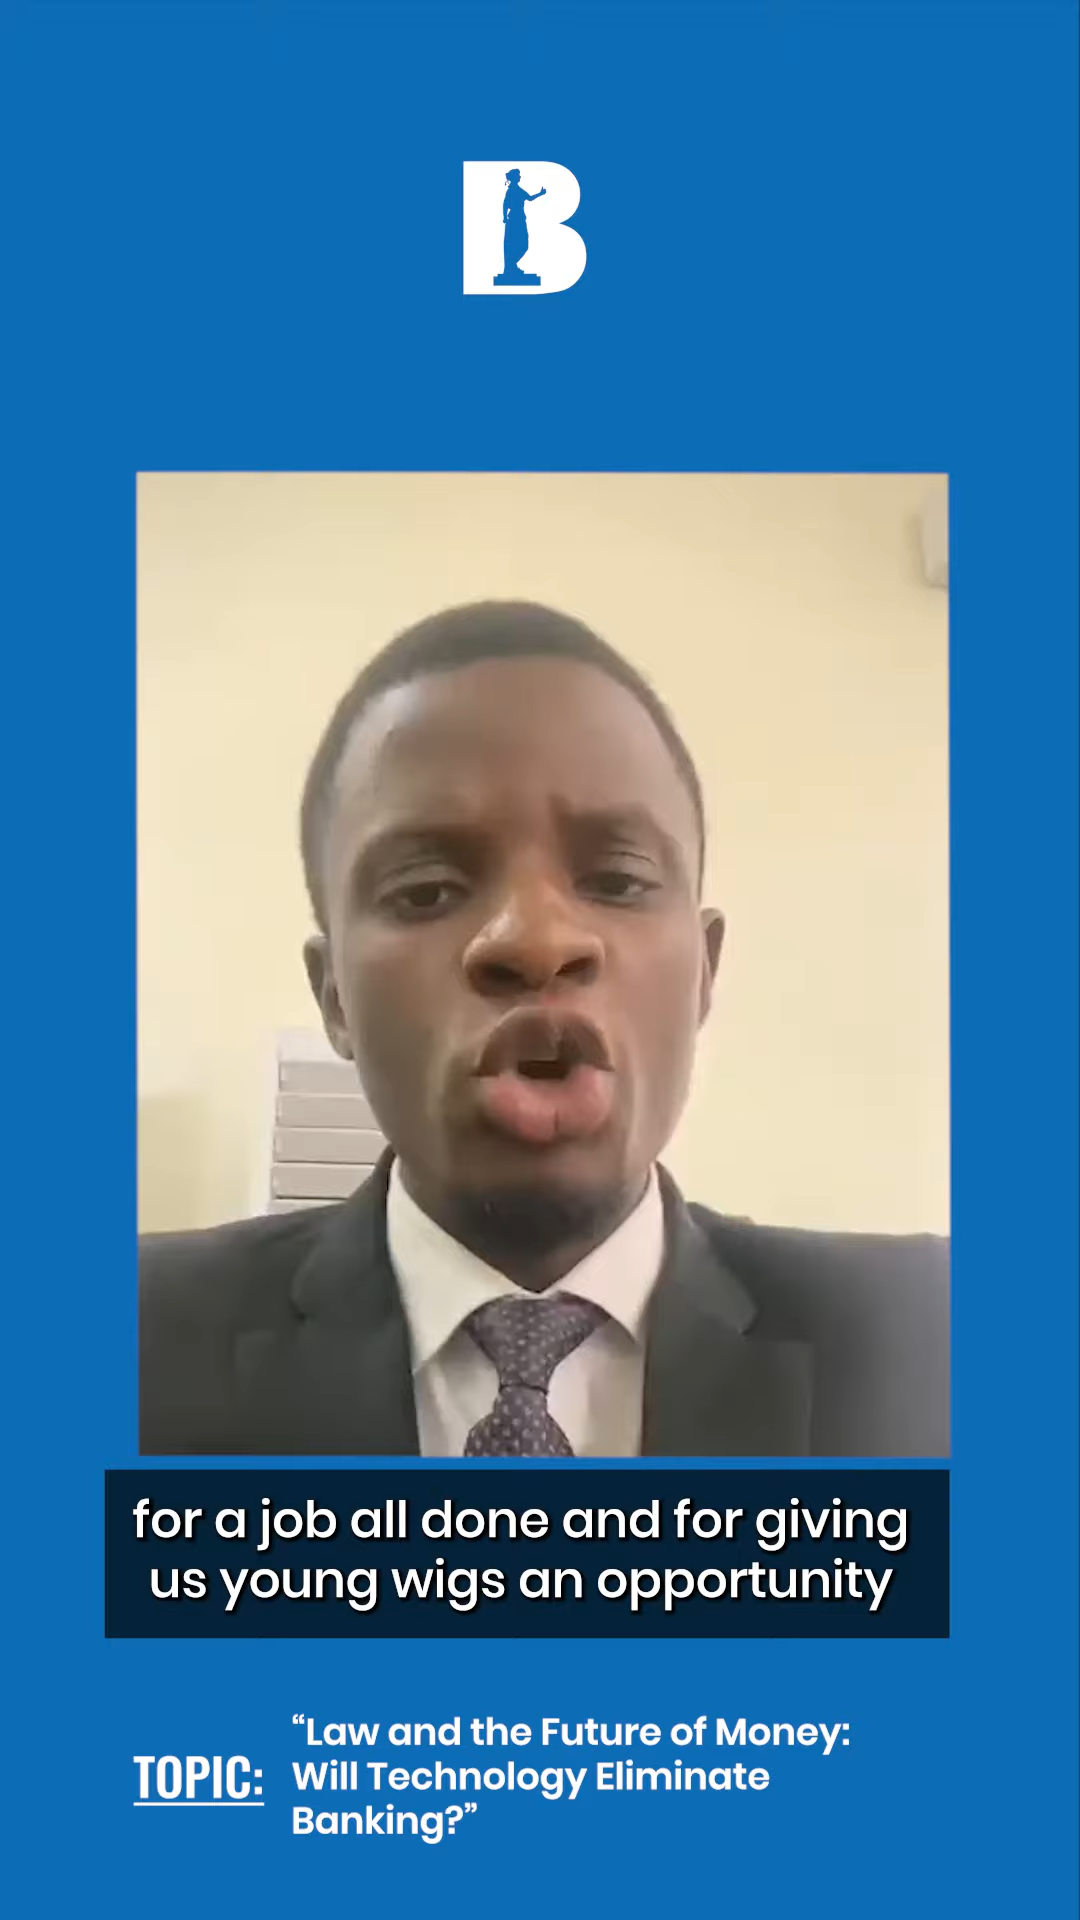 B
for a job all done and for giving
us young wigs an opportunity
TOPIC:
“Law and the Future of Money:
Will Technology Eliminate
Banking?”